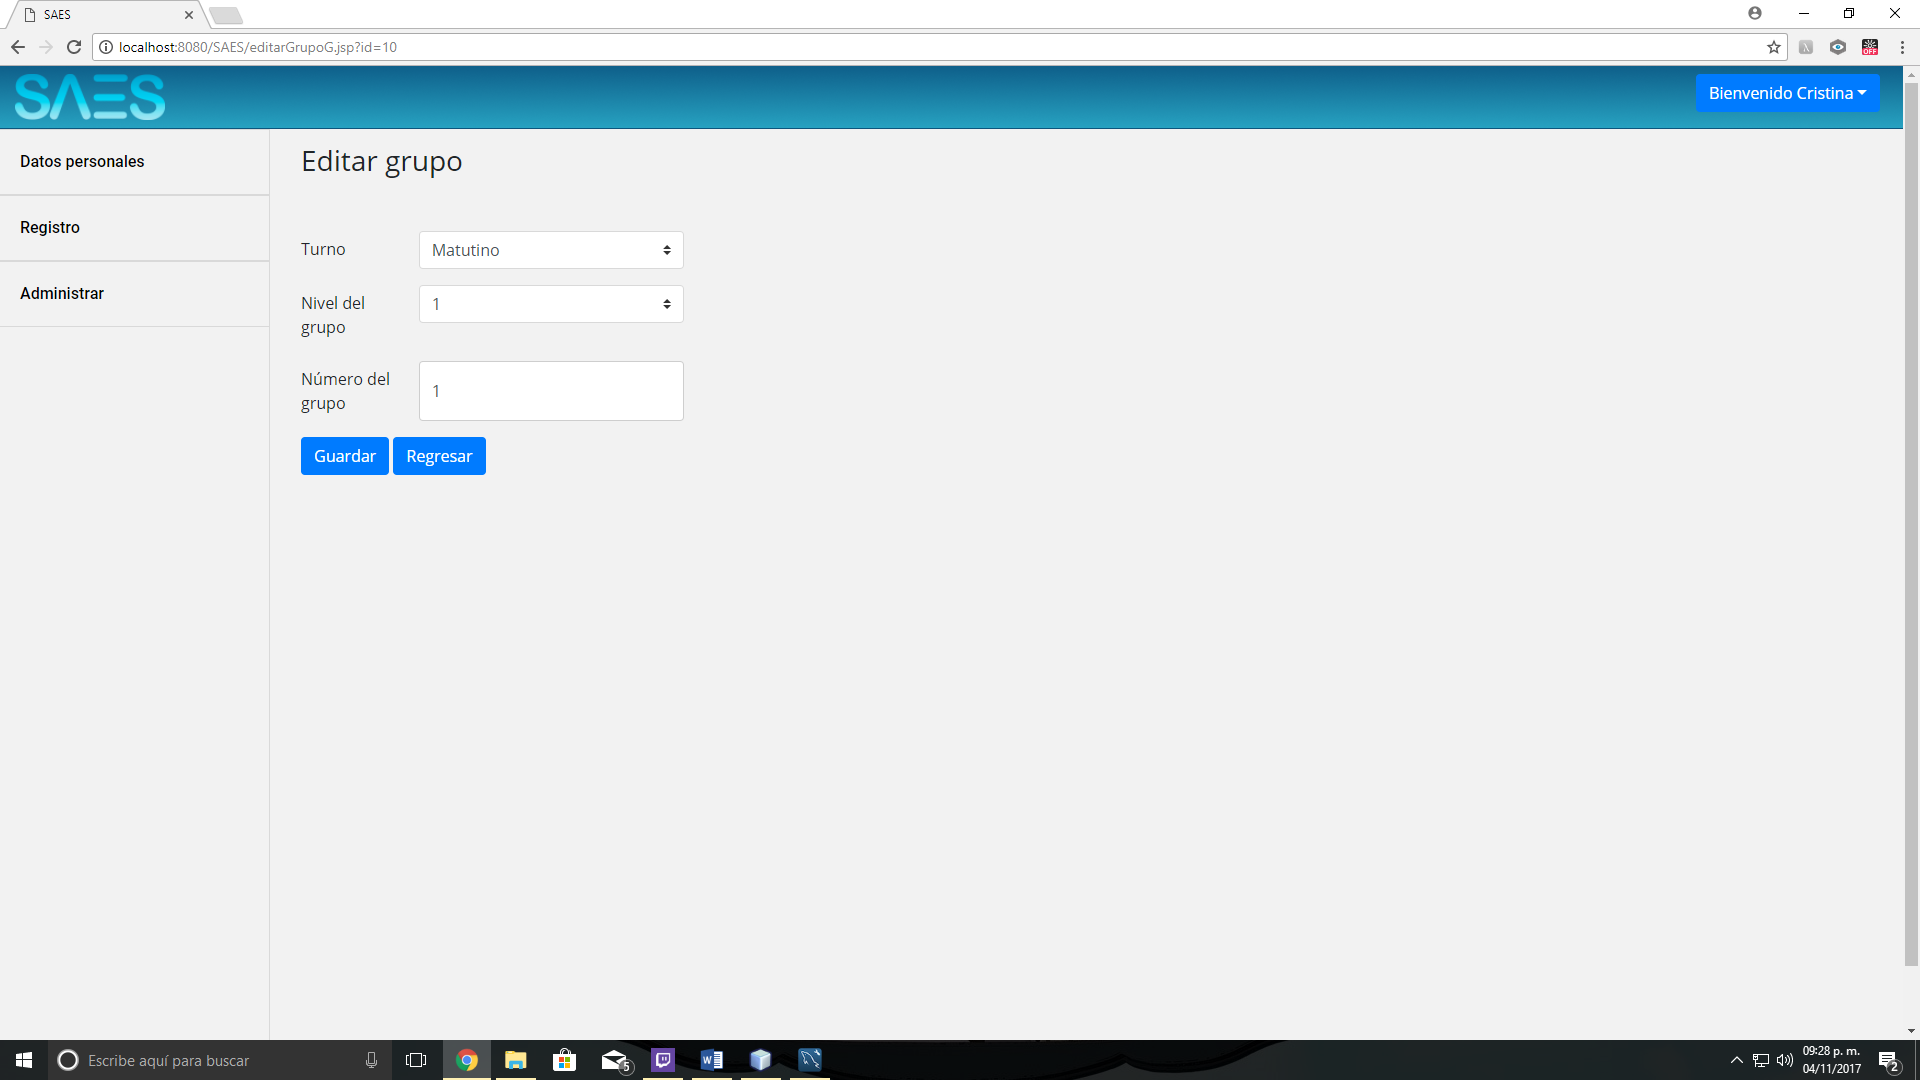 SAES
localhost:8080/SAES/editarGrupoG.jsp?id=10
OFF
SAES
Bienvenido Cristina
Datos personales
Registro
Administrar
Editar grupo
Turno
Matutino
Nivel del
grupo
1
Número del
grupo
1
Guardar
Regresar
Escribe aquí para buscar
5
W
09:28 p. m.
04/11/2017
2